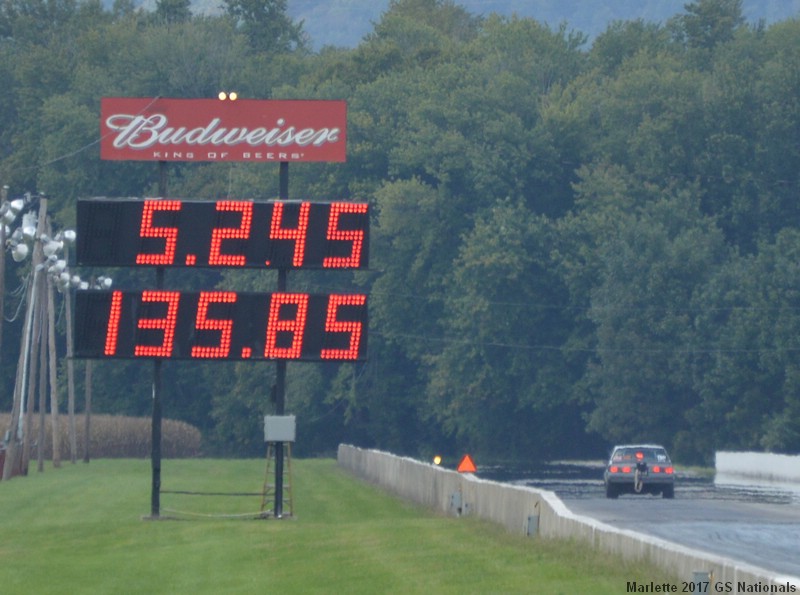 Budweiser
KING OF BEERS
5.245
135.85
Marlette 2017 GS Nationals